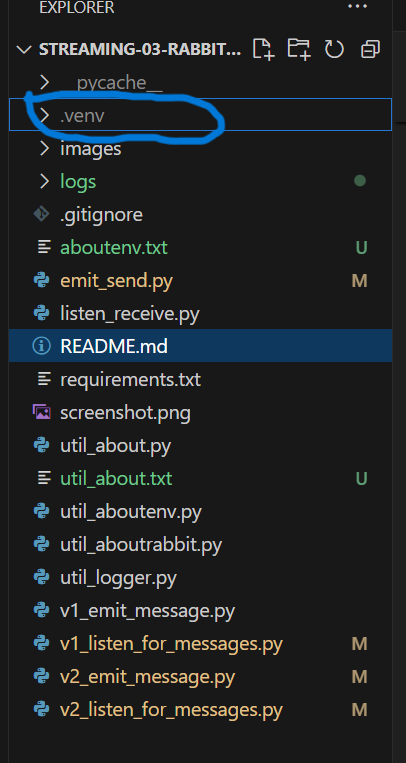 EXPLORER
STREAMING-03-RABBIT...
__pycache__
.venv
images
logs
.gitignore
aboutenv.txt U
emit_send.py M
listen_receive.py
README.md
requirements.txt
screenshot.png
util_about.py
util_about.txt U
util_aboutenv.py
util_aboutrabbit.py
util_logger.py
v1_emit_message.py
v1_listen_for_messages.py M
v2_emit_message.py M
v2_listen_for_messages.py M